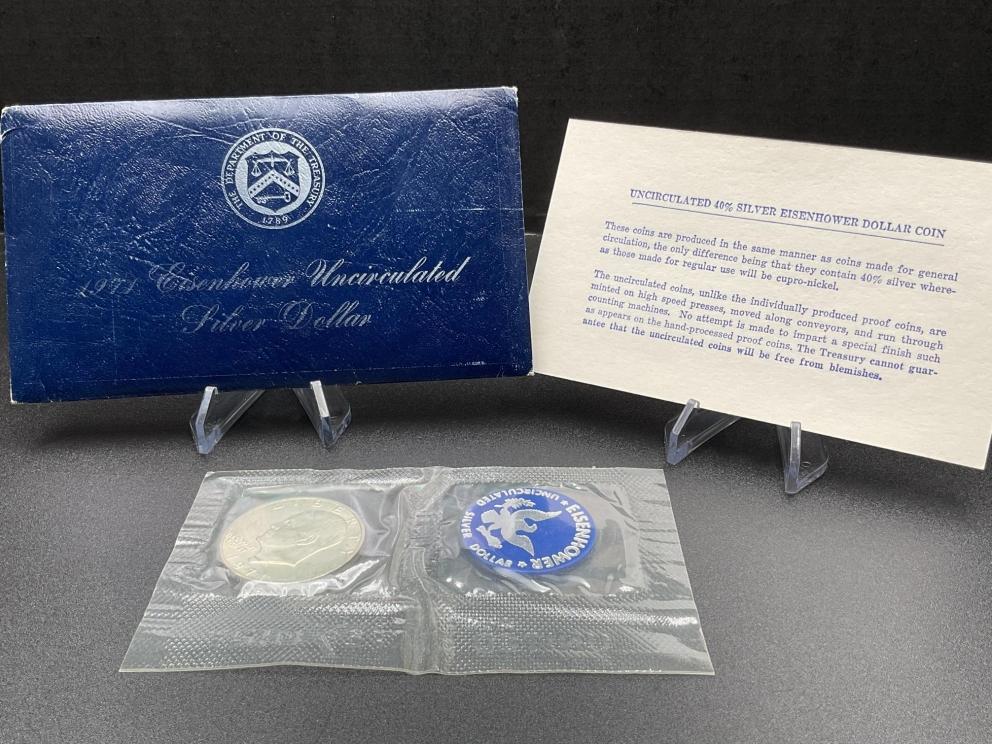 THE DEPARTMENT OF THE TREASURY
1789
1971 Eisenhower Uncirculated
Silver Dollar
UNCIRCULATED 40% SILVER EISENHOWER DOLLAR COIN
These coins are produced in the same manner as coins made for general
circulation, the only difference being that they contain 40% silver where-
as those made for regular use will be cupro-nickel.
The uncirculated coins, unlike the individually produced proof coins, are
minted on high speed presses, moved along conveyors, and run through
counting machines. No attempt is made to impart a special finish such
as appears on the hand-processed proof coins. The Treasury cannot guar-
antee that the uncirculated coins will be free from blemishes.
EISENHOWER
★ UNCIRCULATED SILVER DOLLAR ★